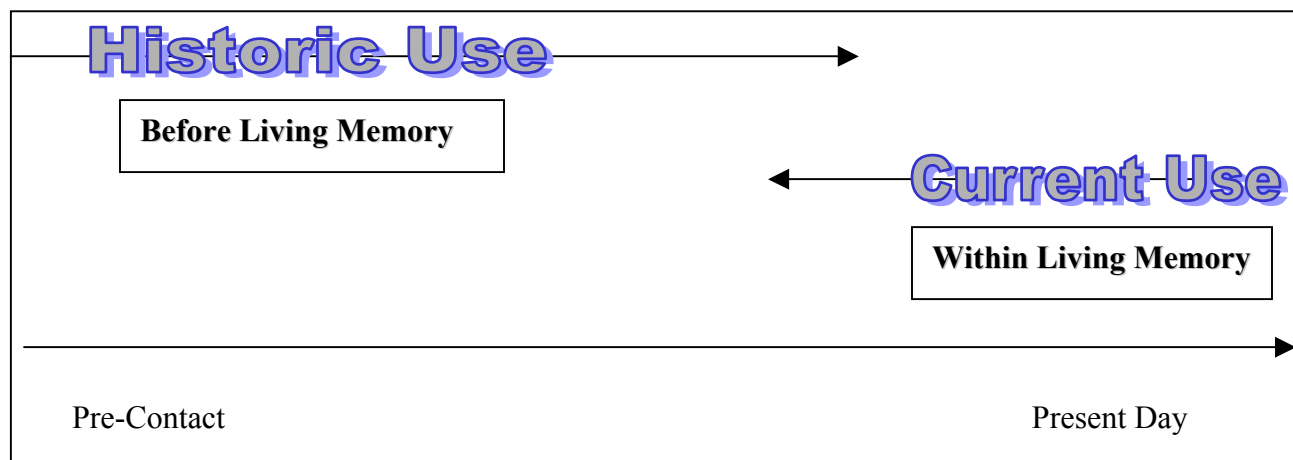 Historic Use
Before Living Memory
Current Use
Within Living Memory
Pre-Contact
Present Day